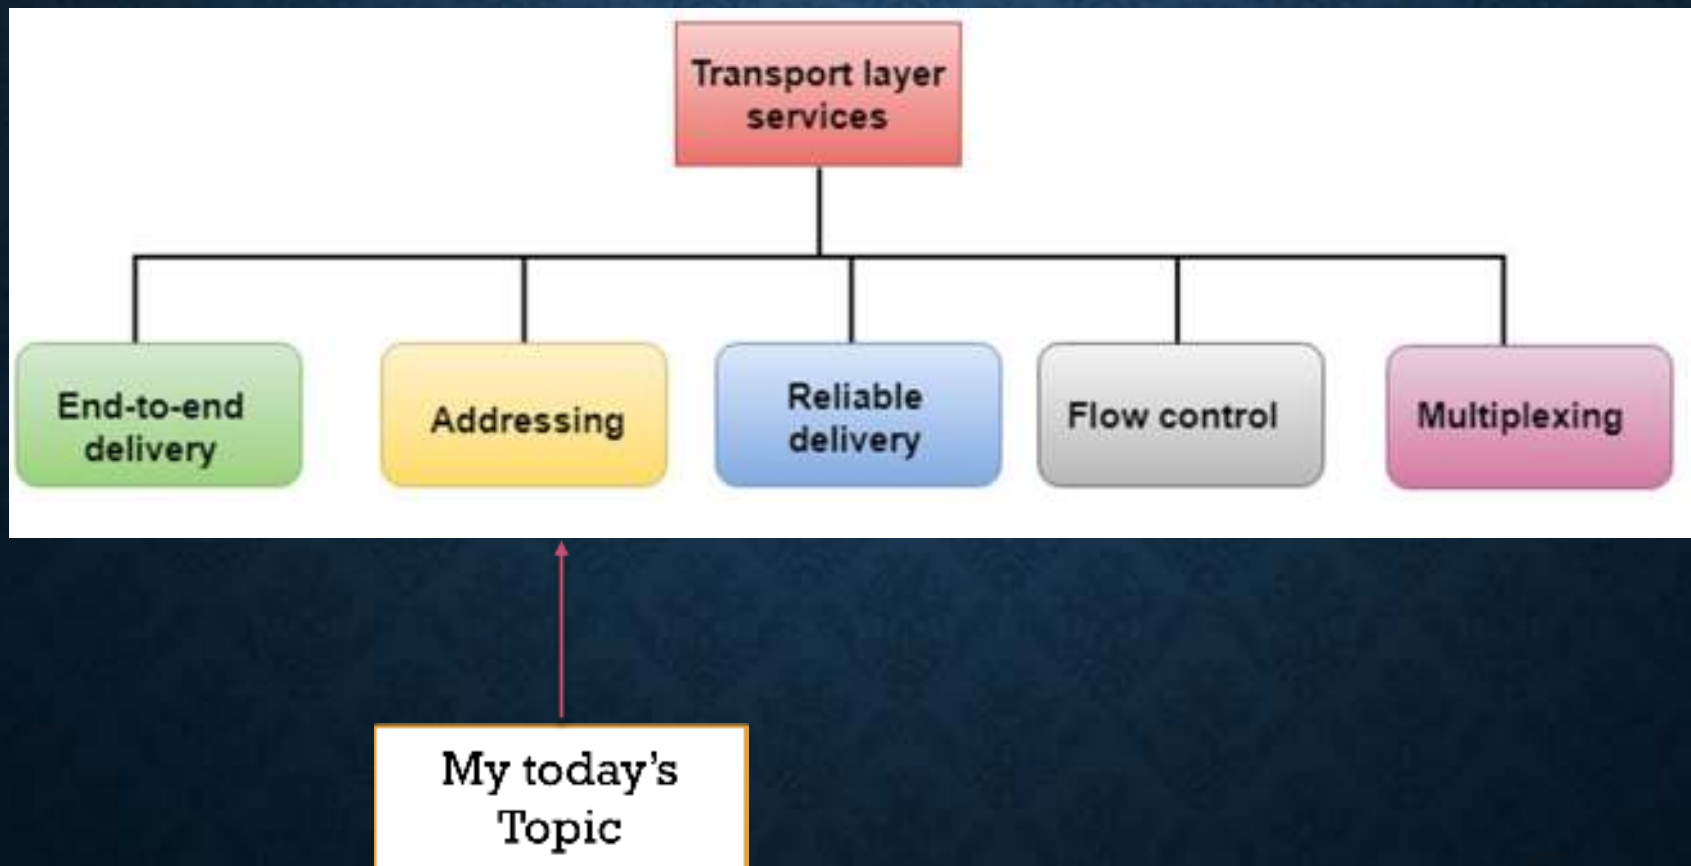 Transport layer
services
End-to-end
delivery
Addressing
Reliable
delivery
Flow control
Multiplexing
My today's
Topic